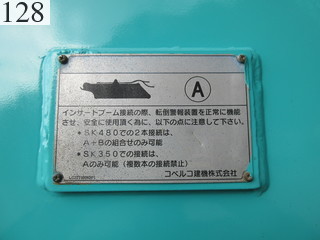 128
A
インサートブーム接続の際、転倒警報装置を正常に機能
させ、安全に使用頂く為に、以下の点に注意して下さい。
*SK480での2本接続は、
A+Bの組合せのみ可能
*SK350での接続は、
Aのみ可能(複数本の接続禁止)
コベルコ建機株式会社